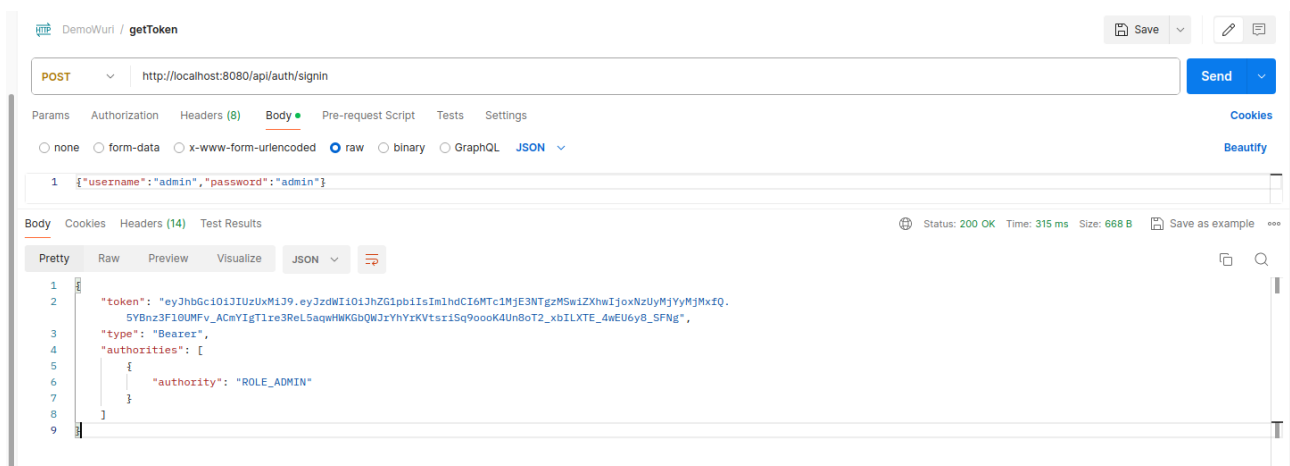 HTTP DemoWuri / getToken Save
POST http://localhost:8080/api/auth/signin Send
Params Authorization Headers (8) Body Pre-request Script Tests Settings Cookies
none form-data x-www-form-urlencoded raw binary GraphQL JSON Beautify
1 {"username":"admin","password":"admin"}
Body Cookies Headers (14) Test Results Status: 200 OK Time: 315 ms Size: 668 B Save as example
Pretty Raw Preview Visualize JSON
1 {
2 "token": "eyJhbGciOiJIUzUxMiJ9.eyJzdWIiOiJhZG1pbiIsImlhdCI6MTc1MjE3NTgzMSwiZXhwIjoxNzUyMjYyMjMxfQ.
5YBnz3Fl0UMFv_ACmYIgTlre3ReL5aqwHWKGbQWJrYhYrKVtsriSq9oooK4Un8oT2_xbILXTE_4wEU6y8_SFNg",
3 "type": "Bearer",
4 "authorities": [
5 {
6 "authority": "ROLE_ADMIN"
7 }
8 ]
9 }